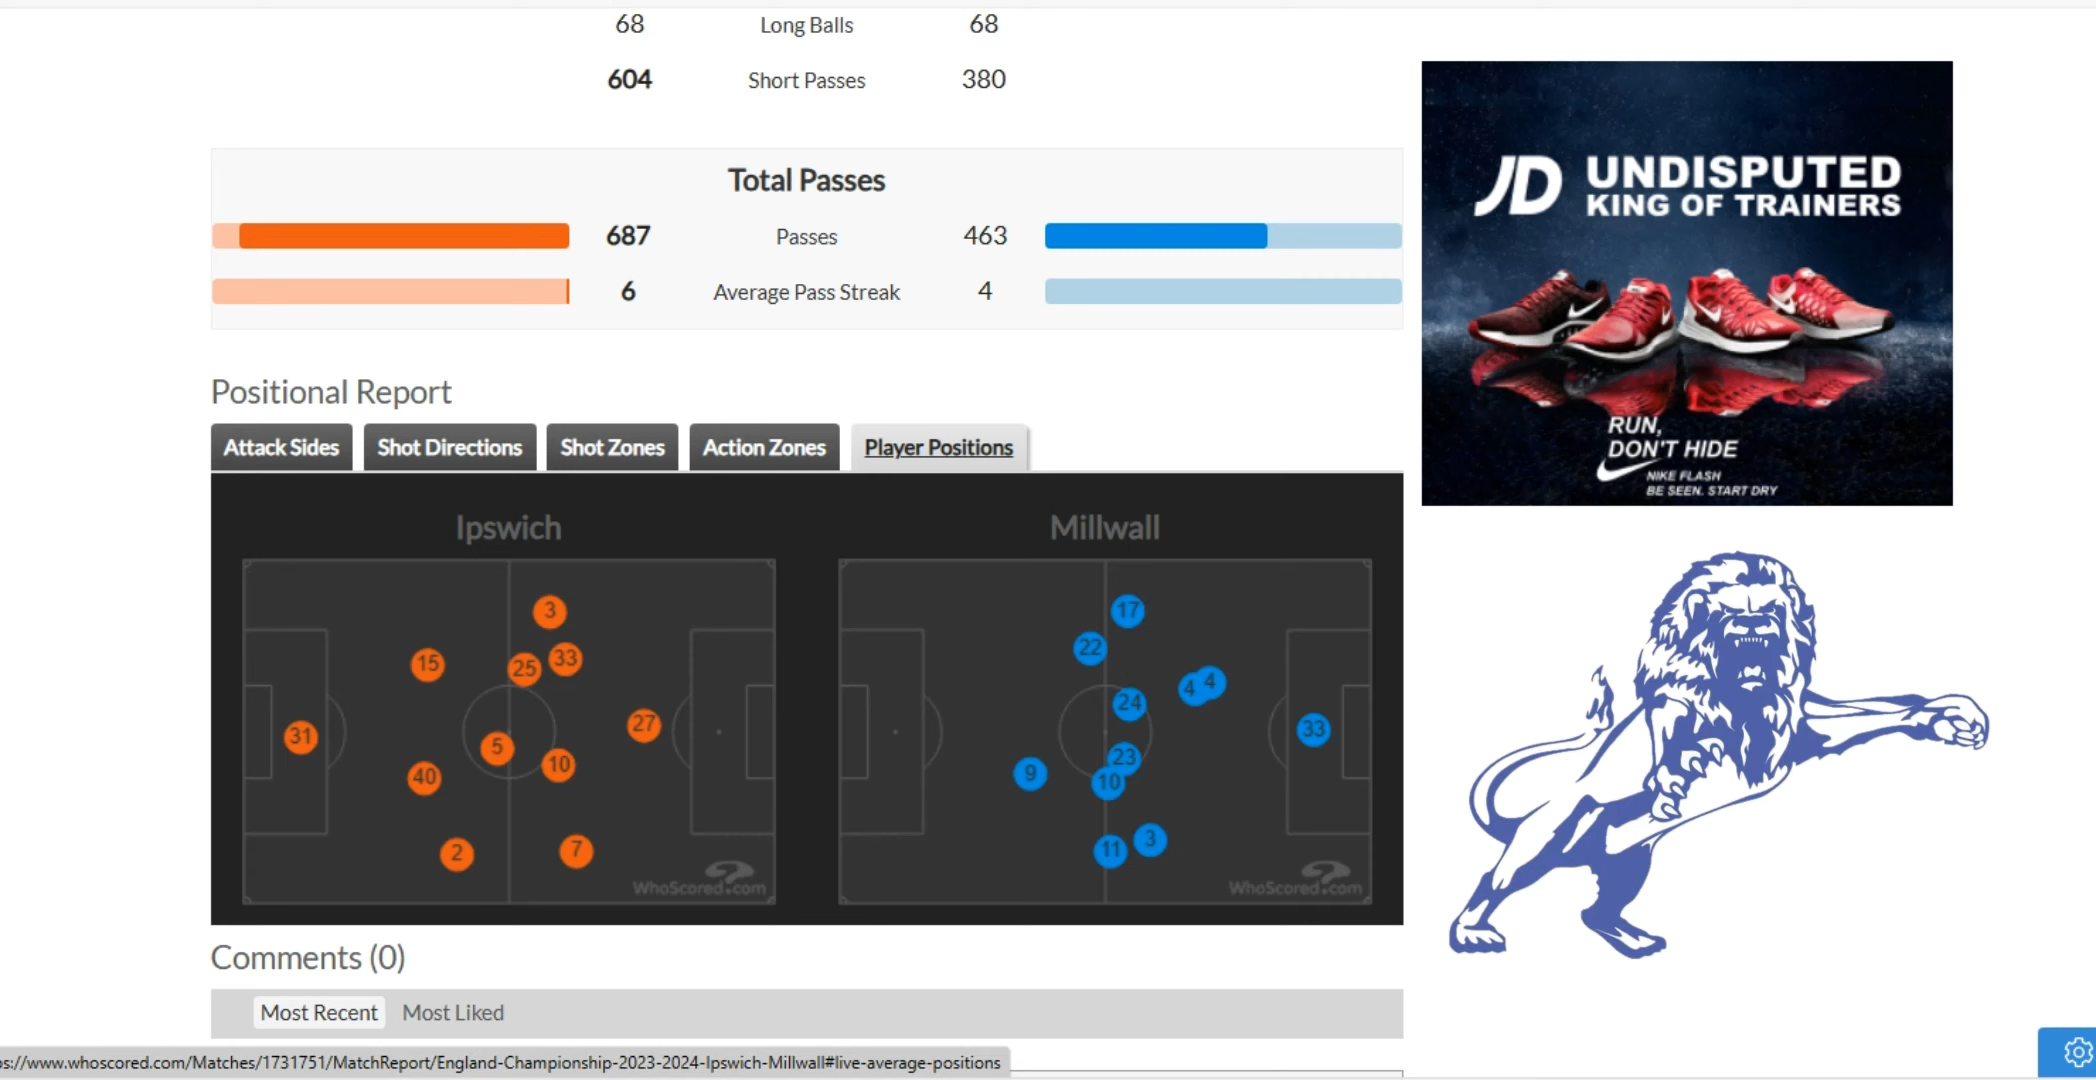 68 Long Balls 68
604 Short Passes 380
Total Passes
687 Passes 463
6 Average Pass Streak 4
Positional Report
Attack Sides Shot Directions Shot Zones Action Zones Player Positions
Ipswich Millwall
3
15 25 33
31 5 27
40 10
2 7
WhoScored.com
17
22
4 4
24
33
23
9 10
11 3
WhoScored.com
Comments (0)
Most Recent Most Liked
ps://www.whoscored.com/Matches/1731751/MatchReport/England-Championship-2023-2024-Ipswich-Millwall#live-average-positions
JD UNDISPUTED
KING OF TRAINERS
RUN,
DON'T HIDE
NIKE FLASH
BE SEEN. START DRY